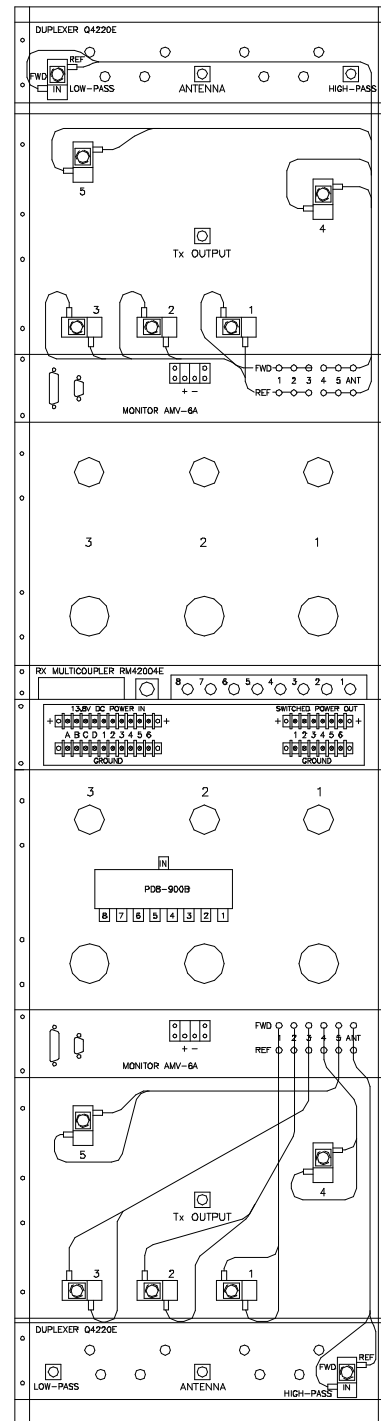 DUPLEXER Q4220E
REF
FWD
IN
LOW-PASS
ANTENNA
HIGH-PASS
5
4
Tx OUTPUT
3 2 1
FWD
1 2 3 4 5 ANT
REF
+ -
MONITOR AMV-6A
3 2 1
RX MULTICOUPLER RM42004E
8 7 6 5 4 3 2 1
13.8V DC POWER IN
SWITCHED POWER OUT
+ + + +
A B C D 1 2 3 4 5 6
1 2 3 4 5 6
- - - -
GROUND
GROUND
3 2 1
IN
PDB-900B
8 7 6 5 4 3 2 1
FWD
1 2 3 4 5 ANT
REF
+ -
MONITOR AMV-6A
5
4
Tx OUTPUT
3 2 1
DUPLEXER Q4220E
REF
FWD
IN
LOW-PASS
ANTENNA
HIGH-PASS